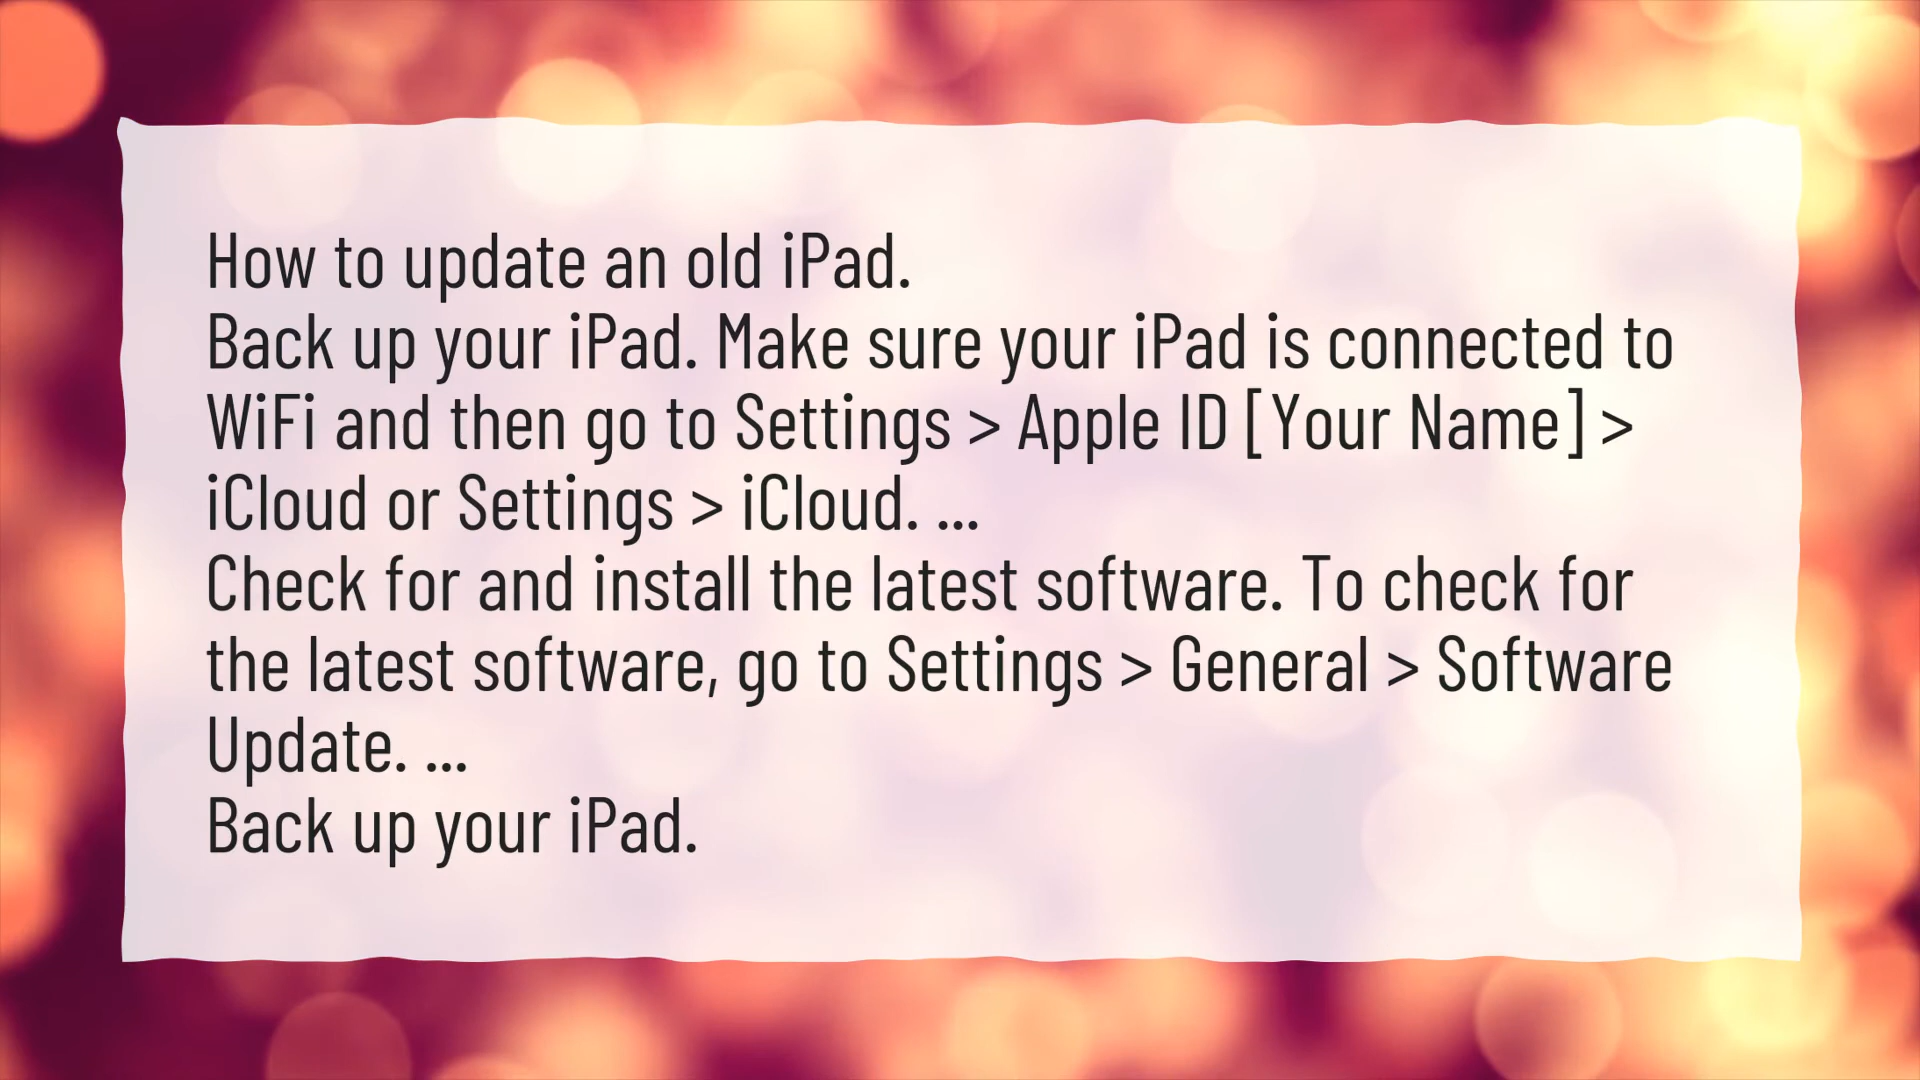 How to update an old iPad.
Back up your iPad. Make sure your iPad is connected to
WiFi and then go to Settings > Apple ID [Your Name] >
iCloud or Settings > iCloud. ...
Check for and install the latest software. To check for
the latest software, go to Settings > General > Software
Update. ...
Back up your iPad.